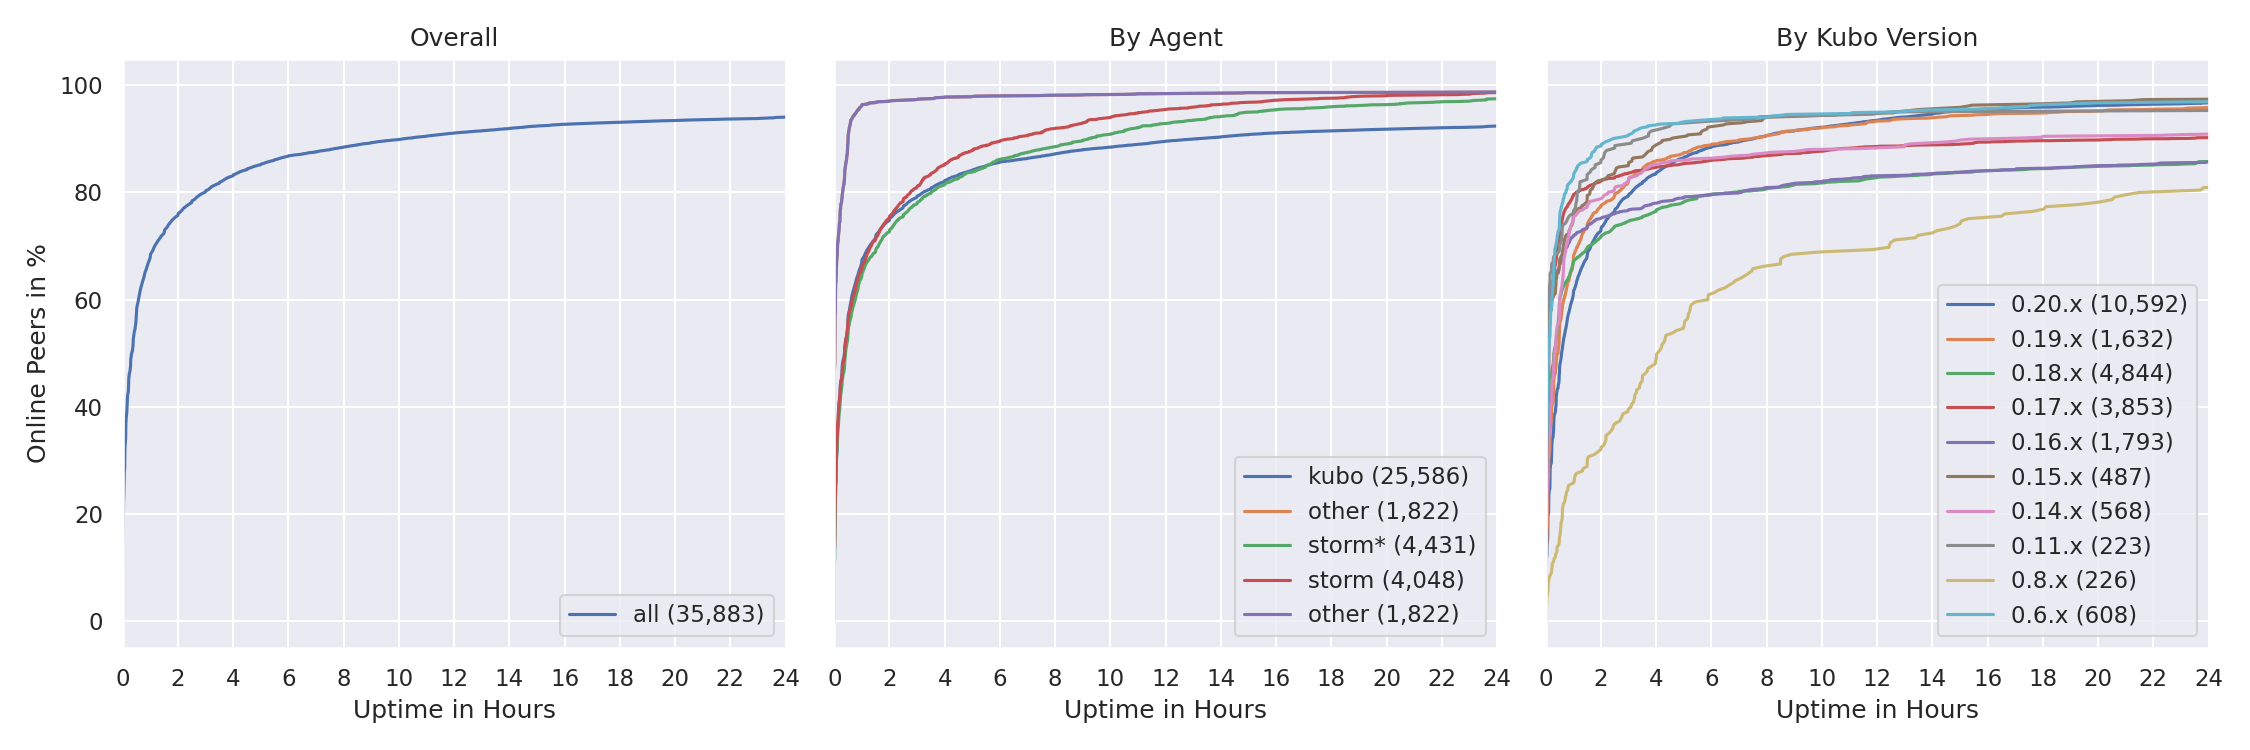 Overall
By Agent
By Kubo Version
Online Peers in %
100
80
60
40
20
0
all (35,883)
kubo (25,586)
other (1,822)
storm* (4,431)
storm (4,048)
other (1,822)
0.20.x (10,592)
0.19.x (1,632)
0.18.x (4,844)
0.17.x (3,853)
0.16.x (1,793)
0.15.x (487)
0.14.x (568)
0.11.x (223)
0.8.x (226)
0.6.x (608)
0 2 4 6 8 10 12 14 16 18 20 22 24
0 2 4 6 8 10 12 14 16 18 20 22 24
0 2 4 6 8 10 12 14 16 18 20 22 24
Uptime in Hours
Uptime in Hours
Uptime in Hours